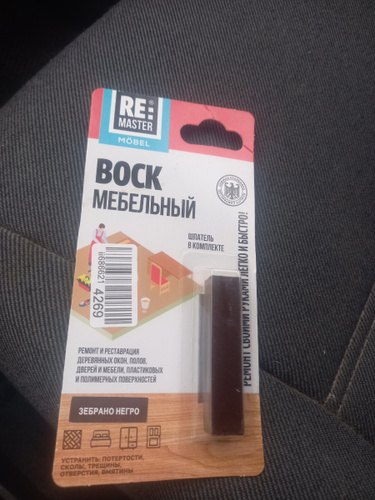 RE:
MASTER
MÖBEL
ВОСК
МЕБЕЛЬНЫЙ
ШПАТЕЛЬ
В КОМПЛЕКТЕ
РЕМОНТ СВОИМИ РУКАМИ ЛЕГКО И БЫСТРО!
ii686621 4269
РЕМОНТ И РЕСТАВРАЦИЯ
ДЕРЕВЯННЫХ ОКОН, ПОЛОВ,
ДВЕРЕЙ И МЕБЕЛИ, ПЛАСТИКОВЫХ
И ПОЛИМЕРНЫХ ПОВЕРХНОСТЕЙ
ЗЕБРАНО НЕГРО
УСТРАНИТЬ: ПОТЕРТОСТИ,
СКОЛЫ, ТРЕЩИНЫ,
ОТВЕРСТИЯ, ВМЯТИНЫ